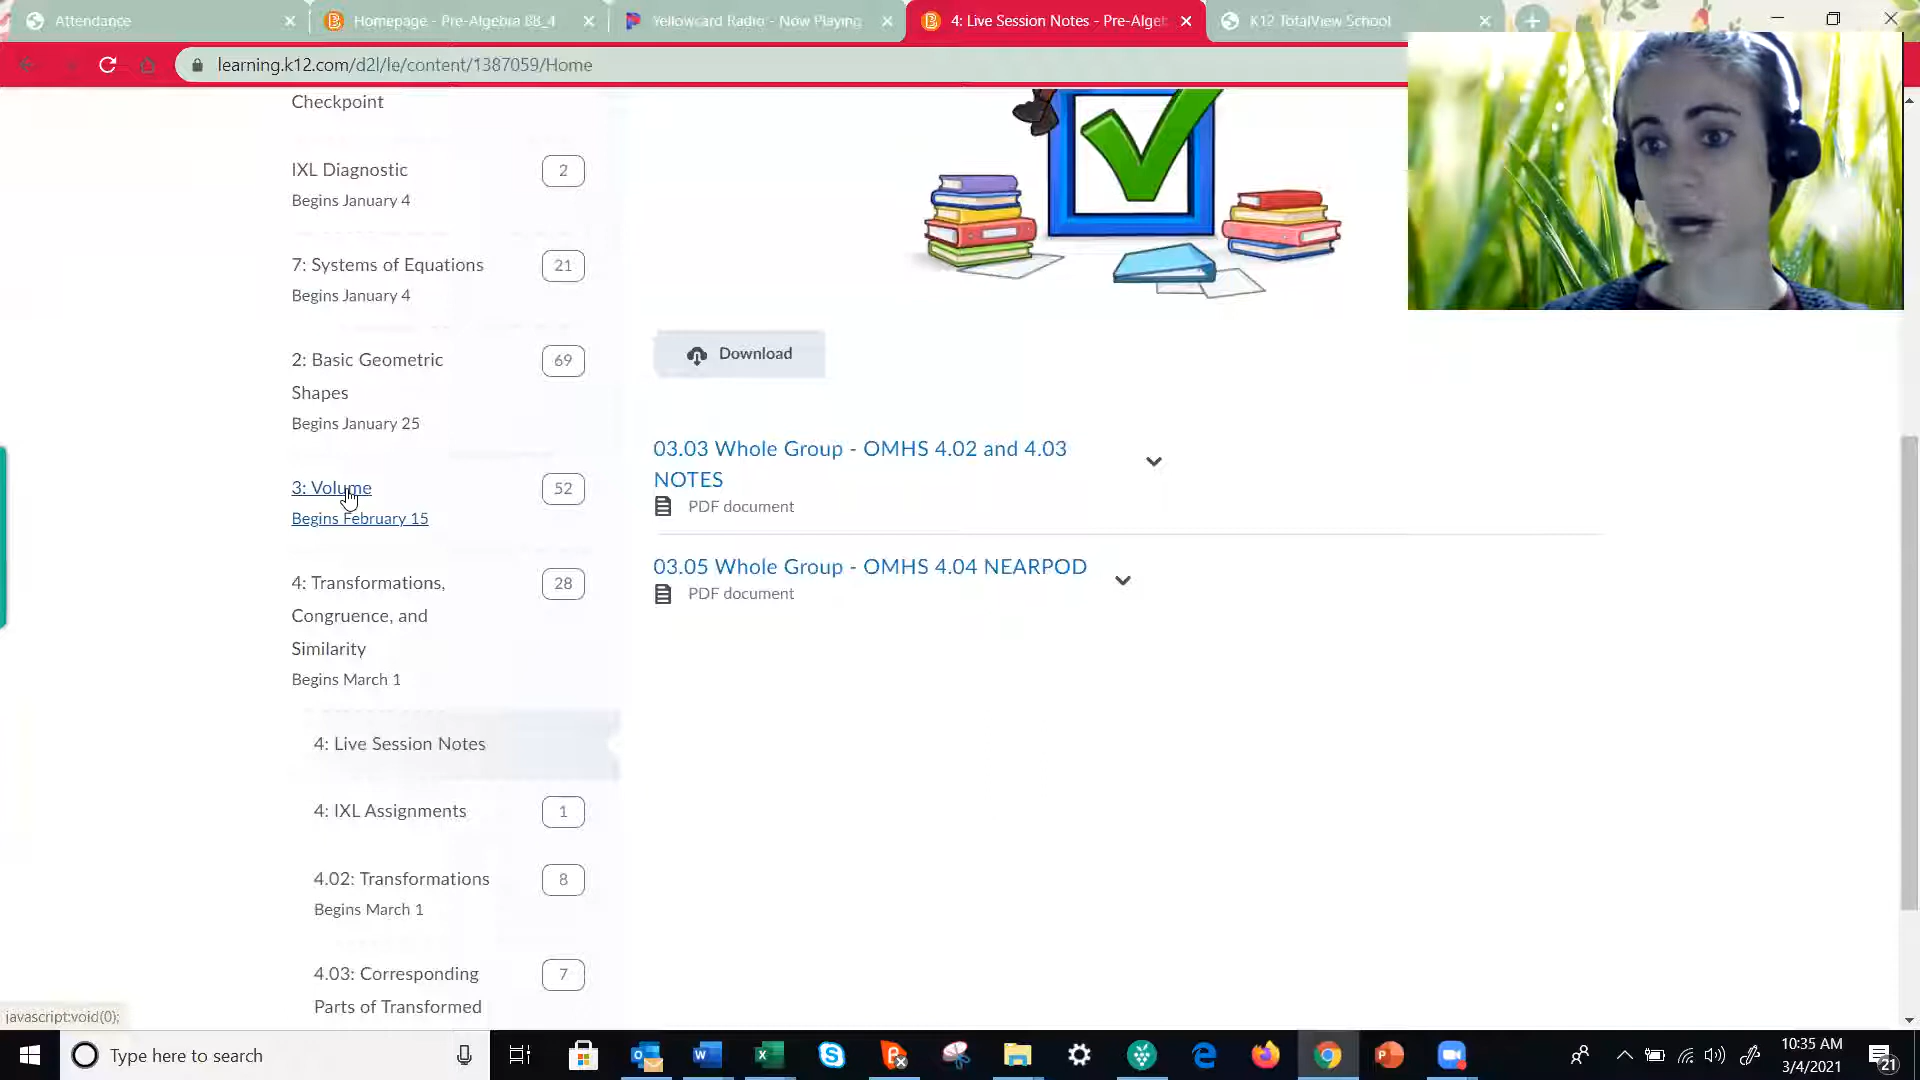 Attendance
Homepage - Pre-Algebra 8B_4
Yellowcard Radio - Now Playing
4: Live Session Notes - Pre-Alge
K12 TotalView School
learning.k12.com/d2l/le/content/1387059/Home
Checkpoint
IXL Diagnostic
2
Begins January 4
7: Systems of Equations
21
Begins January 4
2: Basic Geometric
Shapes
69
Begins January 25
3: Volume
52
Begins February 15
4: Transformations,
Congruence, and
Similarity
28
Begins March 1
4: Live Session Notes
4: IXL Assignments
1
4.02: Transformations
8
Begins March 1
4.03: Corresponding
Parts of Transformed
7
Download
03.03 Whole Group - OMHS 4.02 and 4.03
NOTES
PDF document
03.05 Whole Group - OMHS 4.04 NEARPOD
PDF document
javascript:void(0);
Type here to search
10:35 AM
3/4/2021
21